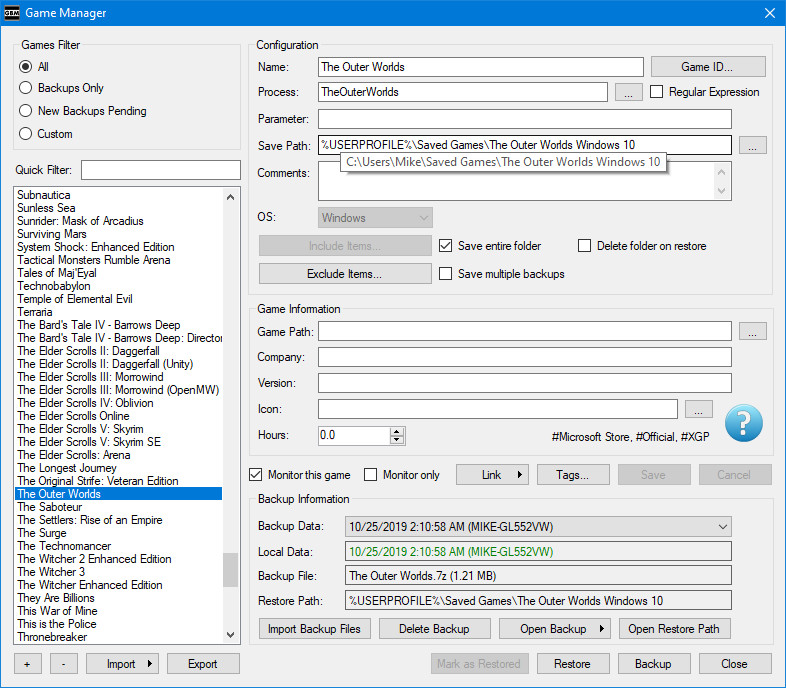 GBM Game Manager
Games Filter
All
Backups Only
New Backups Pending
Custom
Quick Filter:
Subnautica
Sunless Sea
Sunrider: Mask of Arcadius
Surviving Mars
System Shock: Enhanced Edition
Tactical Monsters Rumble Arena
Tales of Maj'Eyal
Technobabylon
Temple of Elemental Evil
Terraria
The Bard's Tale IV - Barrows Deep
The Bard's Tale IV - Barrows Deep: Director
The Elder Scrolls II: Daggerfall
The Elder Scrolls II: Daggerfall (Unity)
The Elder Scrolls III: Morrowind
The Elder Scrolls III: Morrowind (OpenMW)
The Elder Scrolls IV: Oblivion
The Elder Scrolls Online
The Elder Scrolls V: Skyrim
The Elder Scrolls V: Skyrim SE
The Elder Scrolls: Arena
The Longest Journey
The Original Strife: Veteran Edition
The Outer Worlds
The Saboteur
The Settlers: Rise of an Empire
The Surge
The Technomancer
The Witcher 2 Enhanced Edition
The Witcher 3
The Witcher Enhanced Edition
They Are Billions
This War of Mine
This is the Police
Thronebreaker
+ - Import Export
Configuration
Name: The Outer Worlds Game ID...
Process: TheOuterWorlds ... Regular Expression
Parameter:
Save Path: %USERPROFILE%\Saved Games\The Outer Worlds Windows 10 ...
C:\Users\Mike\Saved Games\The Outer Worlds Windows 10
Comments:
OS: Windows
Include Items... Save entire folder Delete folder on restore
Exclude Items... Save multiple backups
Game Information
Game Path: ...
Company:
Version:
Icon: ...
Hours: 0.0
?
#Microsoft Store, #Official, #XGP
Monitor this game Monitor only Link Tags... Save Cancel
Backup Information
Backup Data: 10/25/2019 2:10:58 AM (MIKE-GL552VW)
Local Data: 10/25/2019 2:10:58 AM (MIKE-GL552VW)
Backup File: The Outer Worlds.7z (1.21 MB)
Restore Path: %USERPROFILE%\Saved Games\The Outer Worlds Windows 10
Import Backup Files Delete Backup Open Backup Open Restore Path
Mark as Restored Restore Backup Close